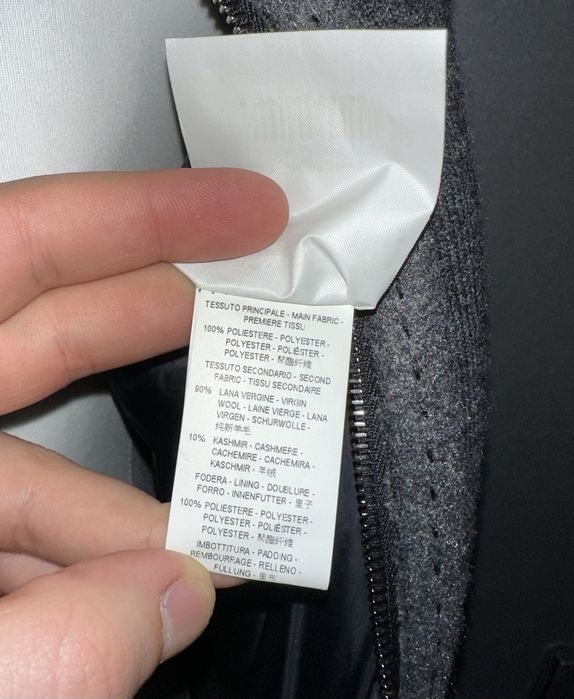 TESSUTO PRINCIPALE - MAIN FABRIC -
PREMIERE TISSU
100% POLIESTERE - POLYESTER -
POLYESTER - POLIÉSTER -
POLYESTER - 聚酯纤维
TESSUTO SECONDARIO - SECOND
FABRIC - TISSU SECONDAIRE
90% LANA VERGINE - VIRGIN
WOOL - LAINE VIERGE - LANA
VIRGEN - SCHURWOLLE -
纯新羊毛
10% KASHMIR - CASHMERE -
CACHEMIRE - CACHEMIRA -
KASCHMIR - 羊绒
FODERA - LINING - DOUBLURE -
FORRO - INNENFUTTER - 里子
100% POLIESTERE - POLYESTER -
POLYESTER - POLIÉSTER -
POLYESTER - 聚酯纤维
IMBOTTITURA - PADDING -
REMBOURRAGE - RELLENO -
FÜLLUNG - 里布